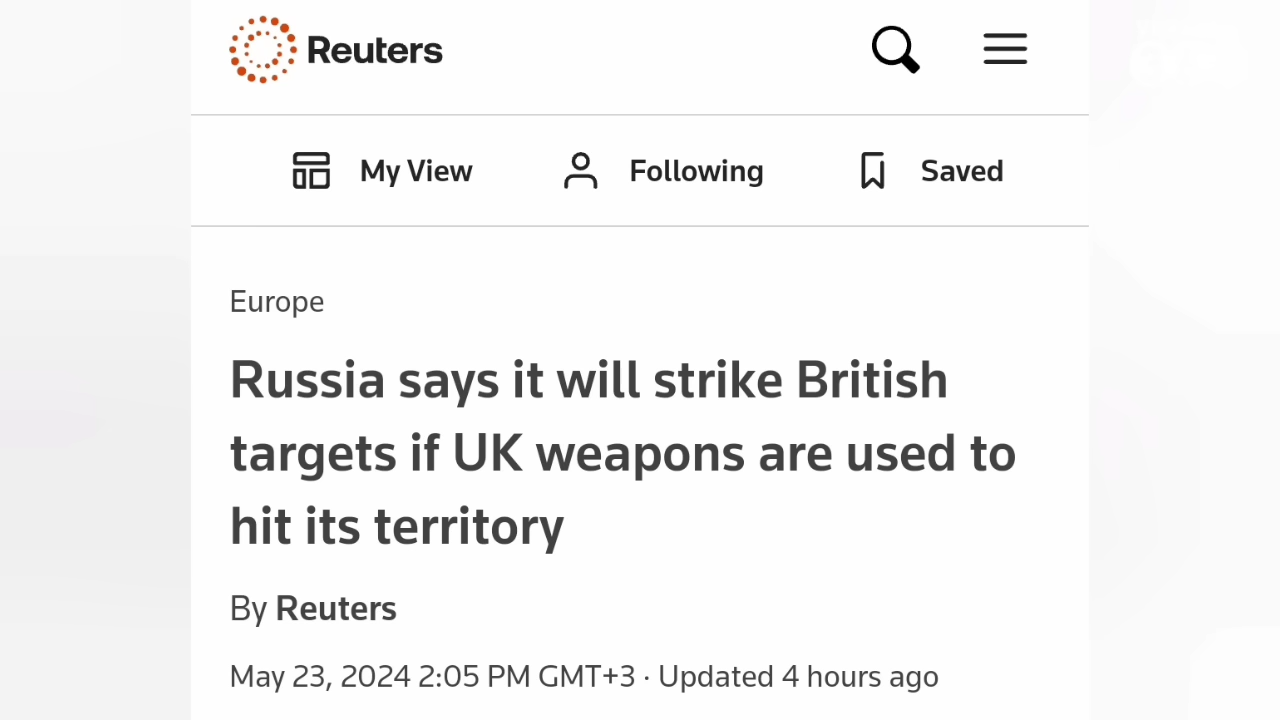 Reuters
My View
Following
Saved
Europe
Russia says it will strike British
targets if UK weapons are used to
hit its territory
By Reuters
May 23, 2024 2:05 PM GMT+3 · Updated 4 hours ago